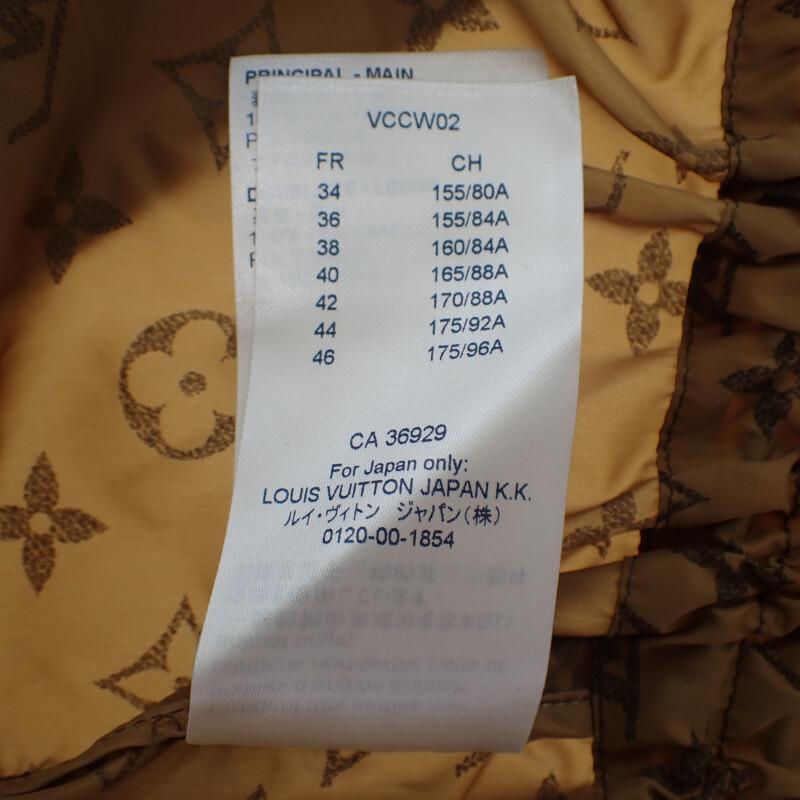 PRINCIPAL - MAIN
VCCW02
FR CH
34 155/80A
36 155/84A
38 160/84A
40 165/88A
42 170/88A
44 175/92A
46 175/96A
CA 36929
For Japan only:
LOUIS VUITTON JAPAN K.K.
ルイ・ヴィトン ジャパン(株)
0120-00-1854